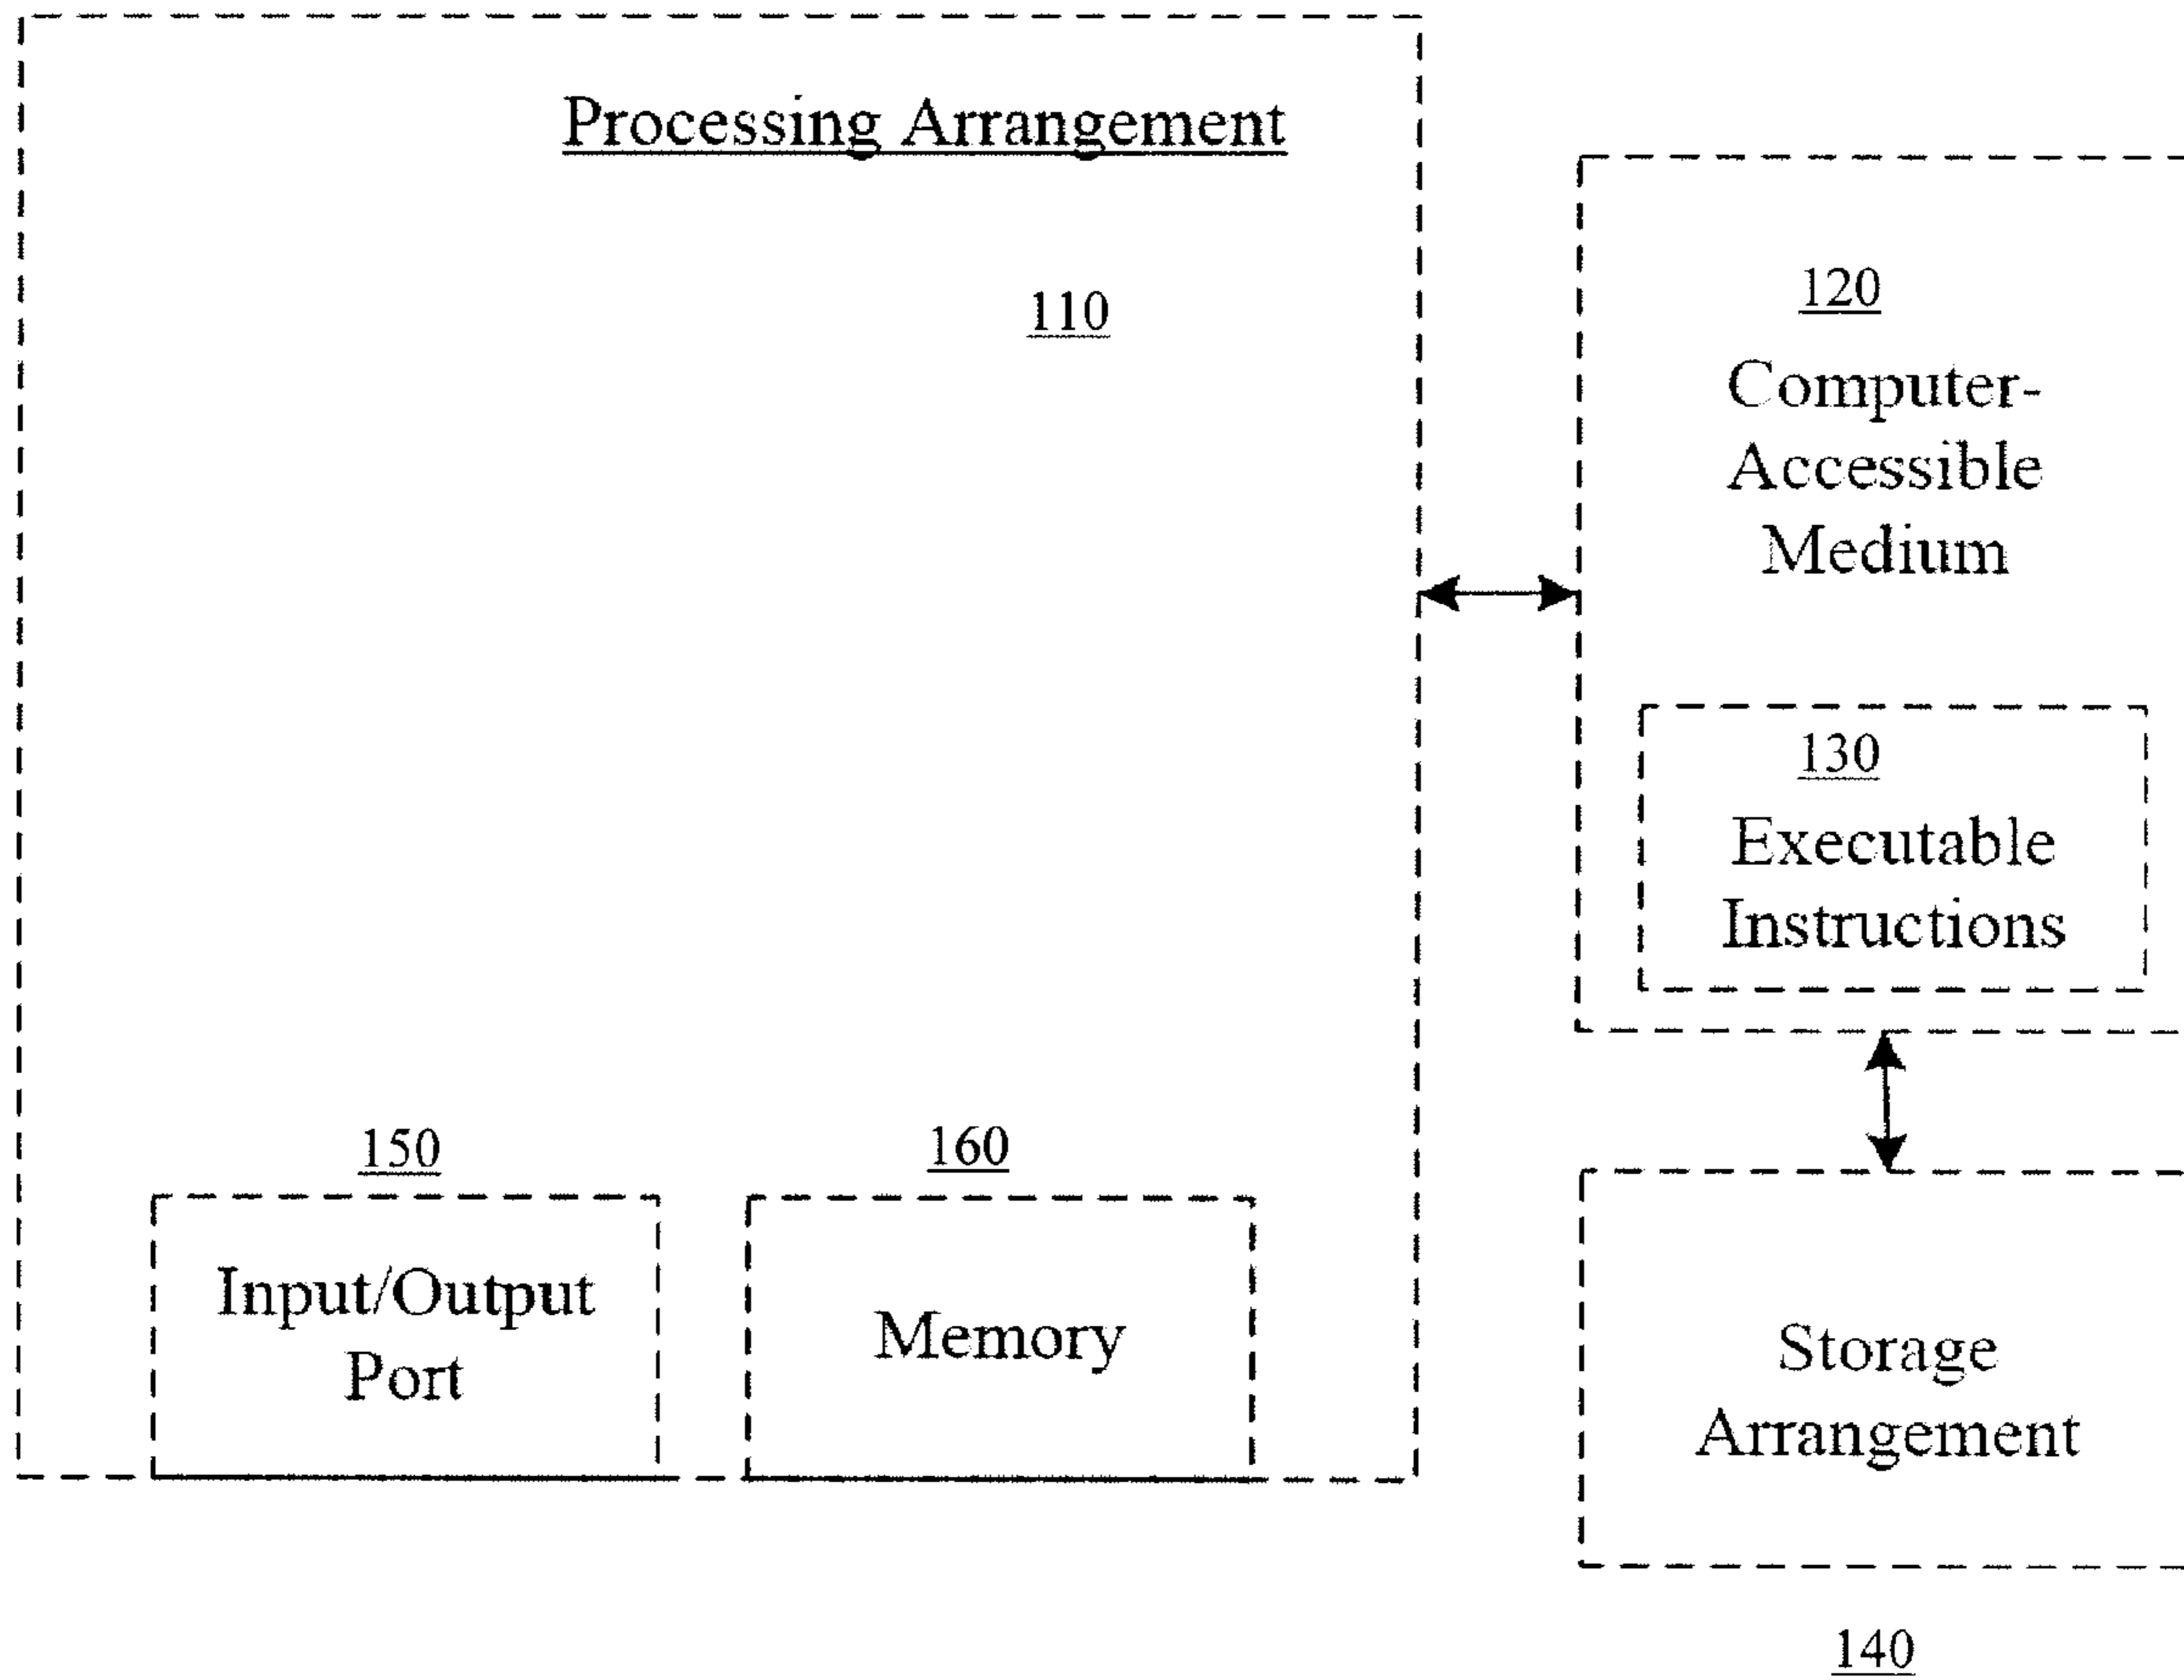 Processing Arrangement
110
120
Computer-
Accessible
Medium
130
Executable
Instructions
150
Input/Output
Port
160
Memory
Storage
Arrangement
140